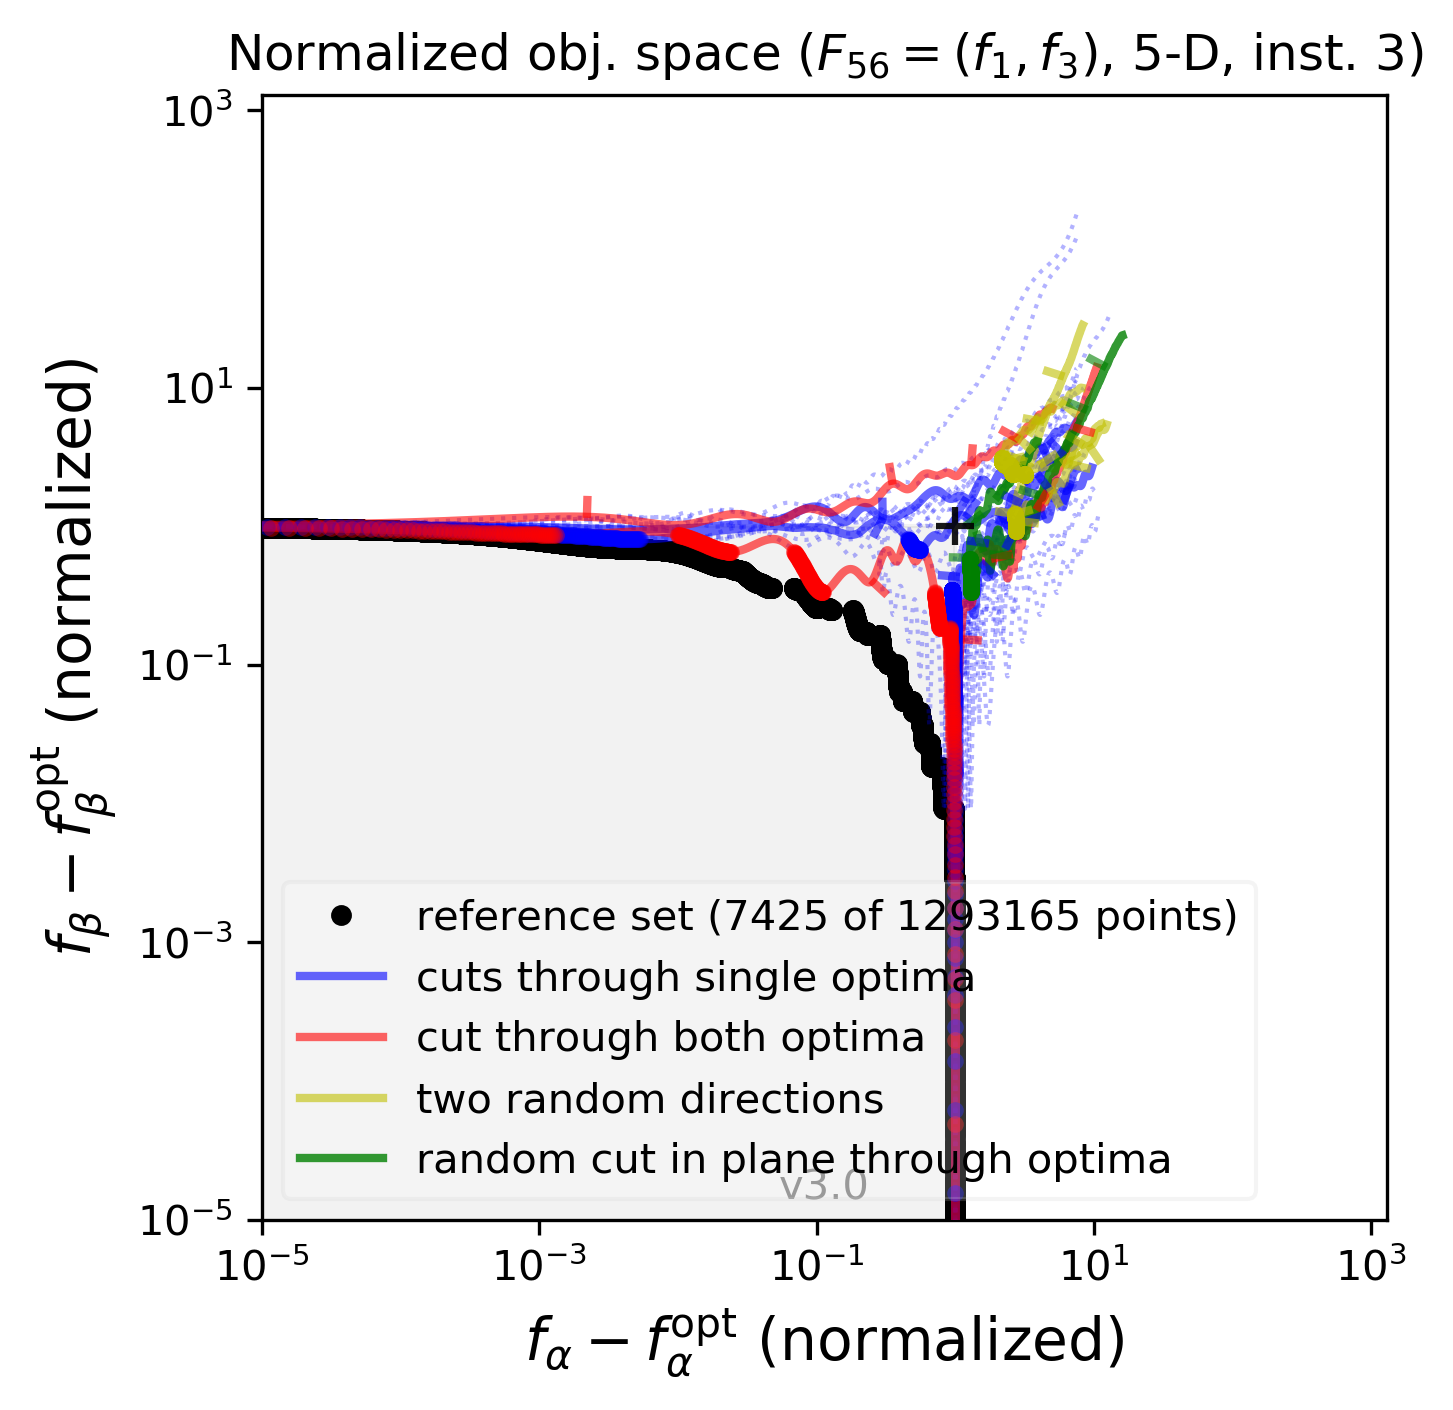 Normalized obj. space (F₅₆ = (f₁, f₃), 5-D, inst. 3)
10³
10¹
10⁻¹
10⁻³
10⁻⁵
f_β − f_β^opt (normalized)
reference set (7425 of 1293165 points)
cuts through single optima
cut through both optima
two random directions
random cut in plane through optima
v3.0
10⁻⁵ 10⁻³ 10⁻¹ 10¹ 10³
f_α − f_α^opt (normalized)